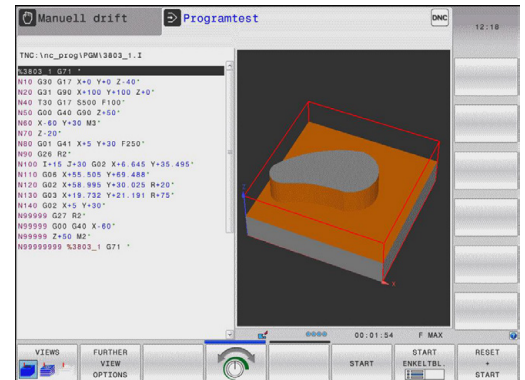 Manuell drift
Programtest
DNC
12:18
TNC:\nc_prog\PGM\3803_1.I
%3803_1 G71 *
N10 G30 G17 X+0 Y+0 Z-40*
N20 G31 G90 X+100 Y+100 Z+0*
N40 T30 G17 S500 F100*
N50 G00 G40 G90 Z+50*
N60 X-60 Y+30 M3*
N70 Z-20*
N80 G01 G41 X+5 Y+30 F250*
N90 G26 R2*
N100 I+15 J+30 G02 X+6.645 Y+35.495*
N110 G06 X+55.505 Y+69.488*
N120 G02 X+58.995 Y+30.025 R+20*
N130 G03 X+19.732 Y+21.191 R+75*
N140 G02 X+5 Y+30*
N99999 G27 R2*
N99999 G00 G40 X-60*
N99999 Z+50 M2*
N99999999 %3803_1 G71 *
Z
X
00:01:54
F MAX
VIEWS
FURTHER
VIEW
OPTIONS
START
START
ENKELTBL.
RESET
+
START